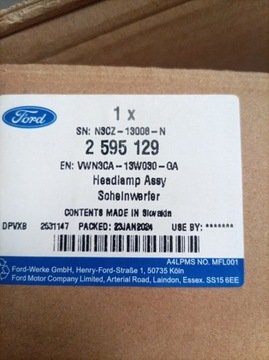 Ford
1 x
SN: N3CZ-13008-N
2 595 129
EN: VWN3CA-13W030-GA
Headlamp Assy
Scheinwerfer
CONTENTS MADE IN Slovakia
A4LPMS NO. MFL001
DPVXB 2531147 PACKED: 23JAN2024 USE BY: *******
Ford-Werke GmbH, Henry-Ford-Straße 1, 50735 Köln
Ford Motor Company Limited, Arterial Road, Laindon, Essex. SS15 6EE